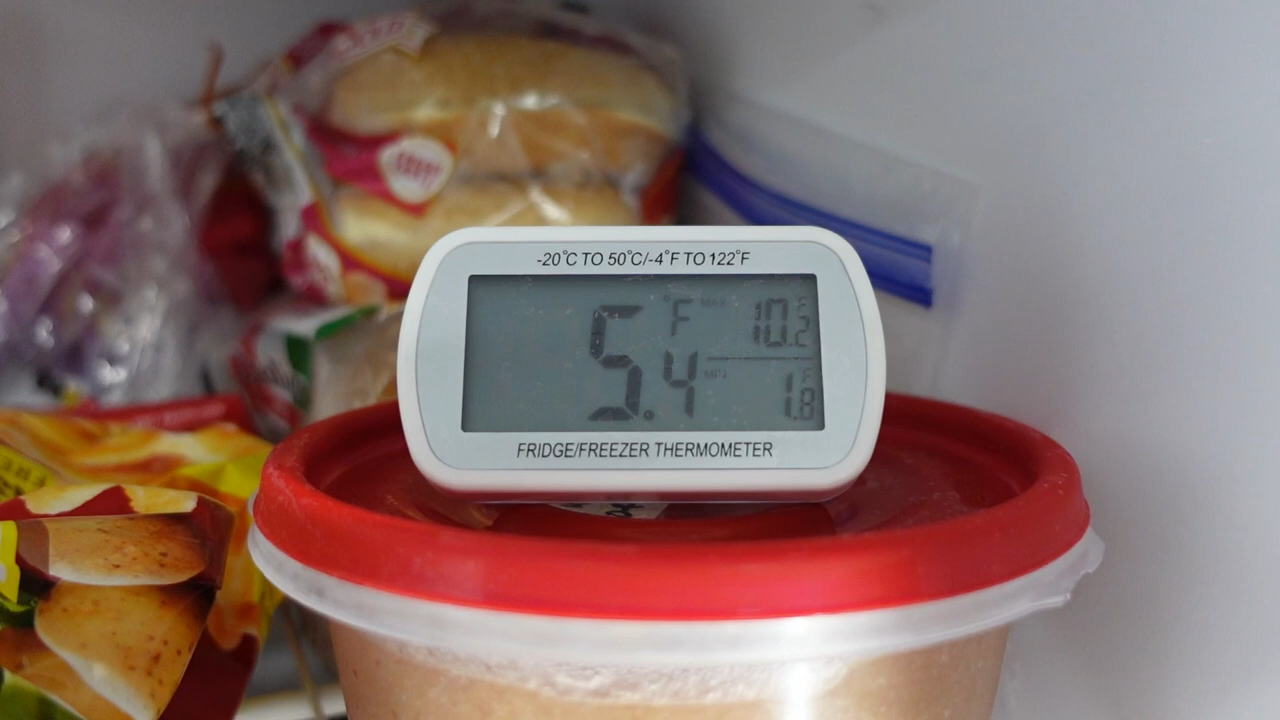 -20°C TO 50°C/-4°F TO 122°F
°F MAX 10.2 F
5.4 MIN 1.8 F
FRIDGE/FREEZER THERMOMETER